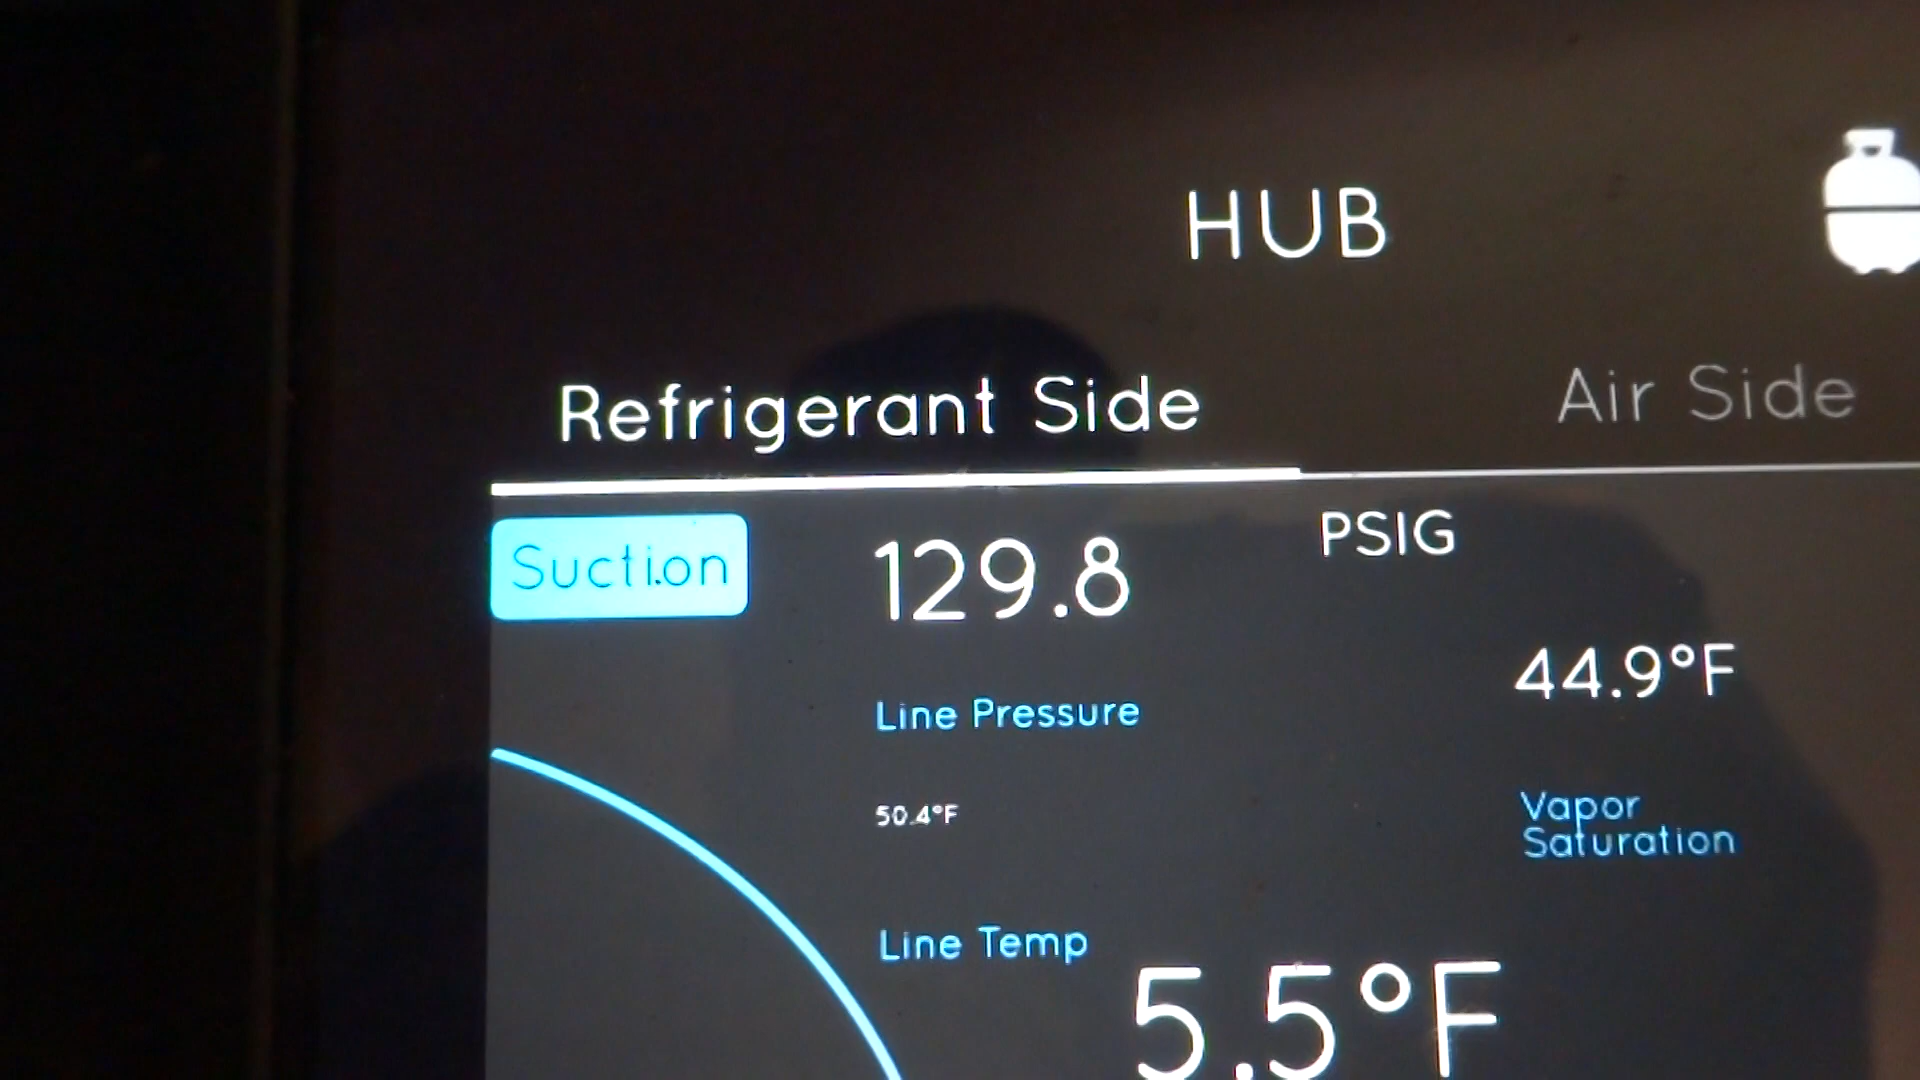 HUB
Refrigerant Side
Air Side
Suction
129.8
PSIG
44.9°F
Line Pressure
50.4°F
Vapor
Saturation
Line Temp
5.5°F